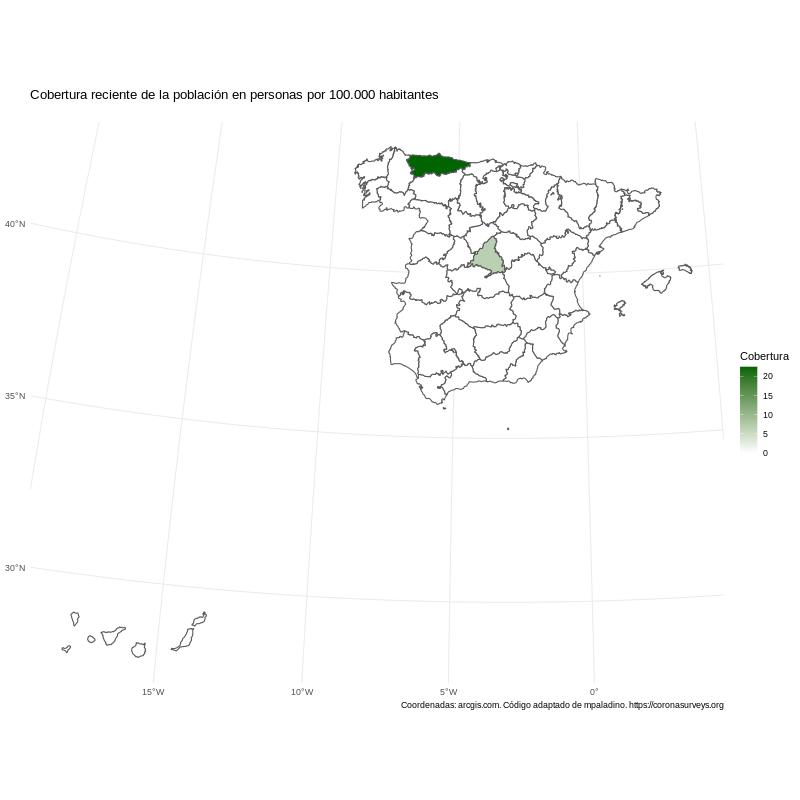 Cobertura reciente de la población en personas por 100.000 habitantes
40°N
35°N
30°N
15°W
10°W
5°W
0°
Cobertura
20
15
10
5
0
Coordenadas: arcgis.com. Código adaptado de mpaladino. https://coronasurveys.org